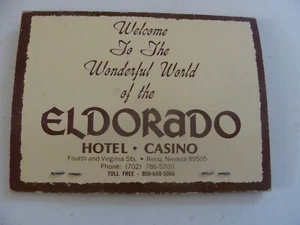 Welcome
To The
Wonderful World
of the
ELDORADO
HOTEL • CASINO
Fourth and Virginia Sts. • Reno, Nevada 89505
Phone: (702) 786-5700
TOLL FREE - 800-648-5966